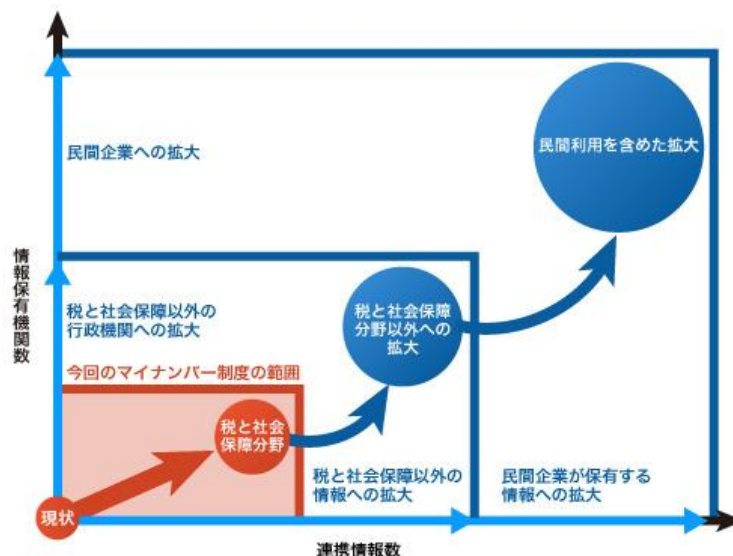 民間企業への拡大
民間利用を含めた拡大
情報保有機関数
税と社会保障以外の
行政機関への拡大
税と社会保障
分野以外への
拡大
今回のマイナンバー制度の範囲
税と社会
保障分野
税と社会保障以外の
情報への拡大
民間企業が保有する
情報への拡大
現状
連携情報数